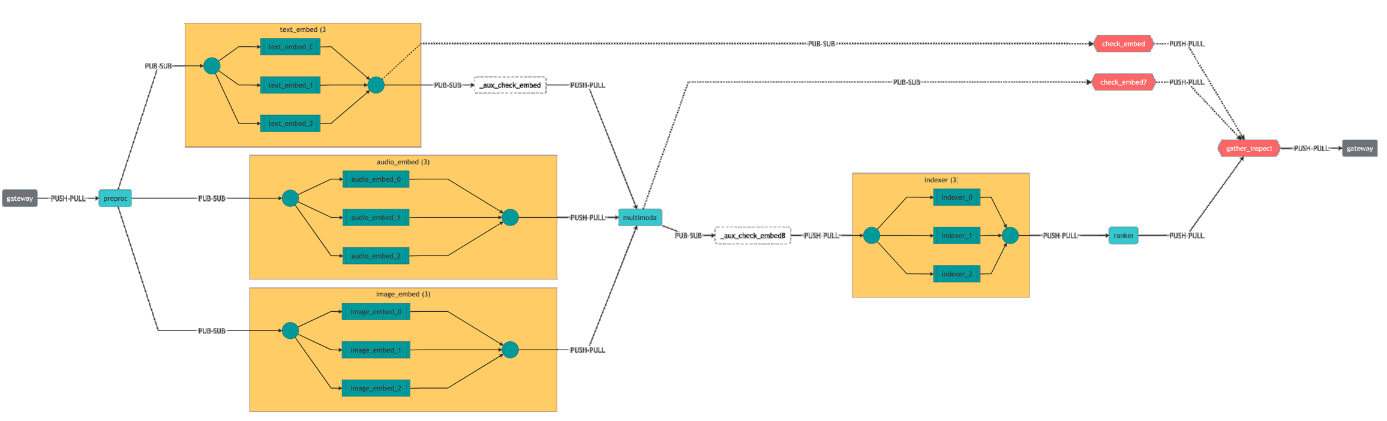 text_embed (3
text_embed_0
text_embed_1
text_embed_2
PUB-SUB
PUB-SUB
_aux_check_embed
PUSH-PULL
PUB-SUB
check_embed
PUSH-PULL
PUB-SUB
check_embed7
PUSH-PULL
audio_embed (3)
audio_embed_0
audio_embed_1
audio_embed_2
gateway
PUSH-PULL
preproc
PUB-SUB
PUSH-PULL
multimoda
PUB-SUB
_aux_check_embed8
PUSH-PULL
indexer (3)
indexer_0
indexer_1
indexer_2
PUSH-PULL
ranker
PUSH-PULL
gather_inspect
PUSH-PULL
gateway
image_embed (3)
image_embed_0
image_embed_1
image_embed_2
PUB-SUB
PUSH-PULL